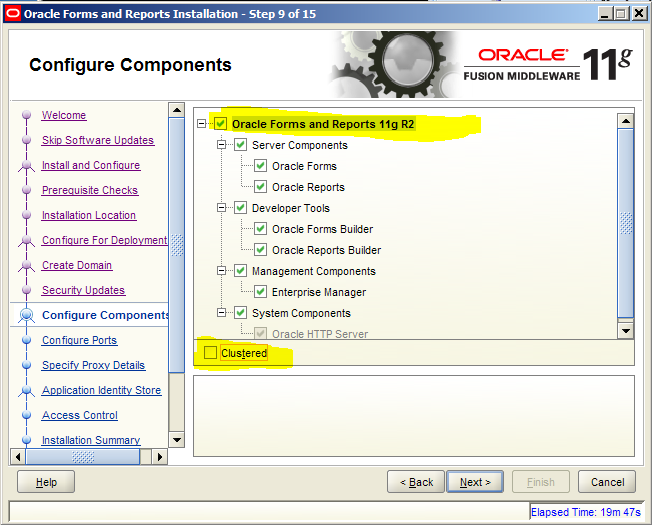 Oracle Forms and Reports Installation - Step 9 of 15
Configure Components
ORACLE
FUSION MIDDLEWARE
11g
Welcome
Skip Software Updates
Install and Configure
Prerequisite Checks
Installation Location
Configure For Deployment
Create Domain
Security Updates
Configure Components
Configure Ports
Specify Proxy Details
Application Identity Store
Access Control
Installation Summary
Oracle Forms and Reports 11g R2
Server Components
Oracle Forms
Oracle Reports
Developer Tools
Oracle Forms Builder
Oracle Reports Builder
Management Components
Enterprise Manager
System Components
Oracle HTTP Server
Clustered
Help
< Back
Next >
Finish
Cancel
Elapsed Time: 19m 47s